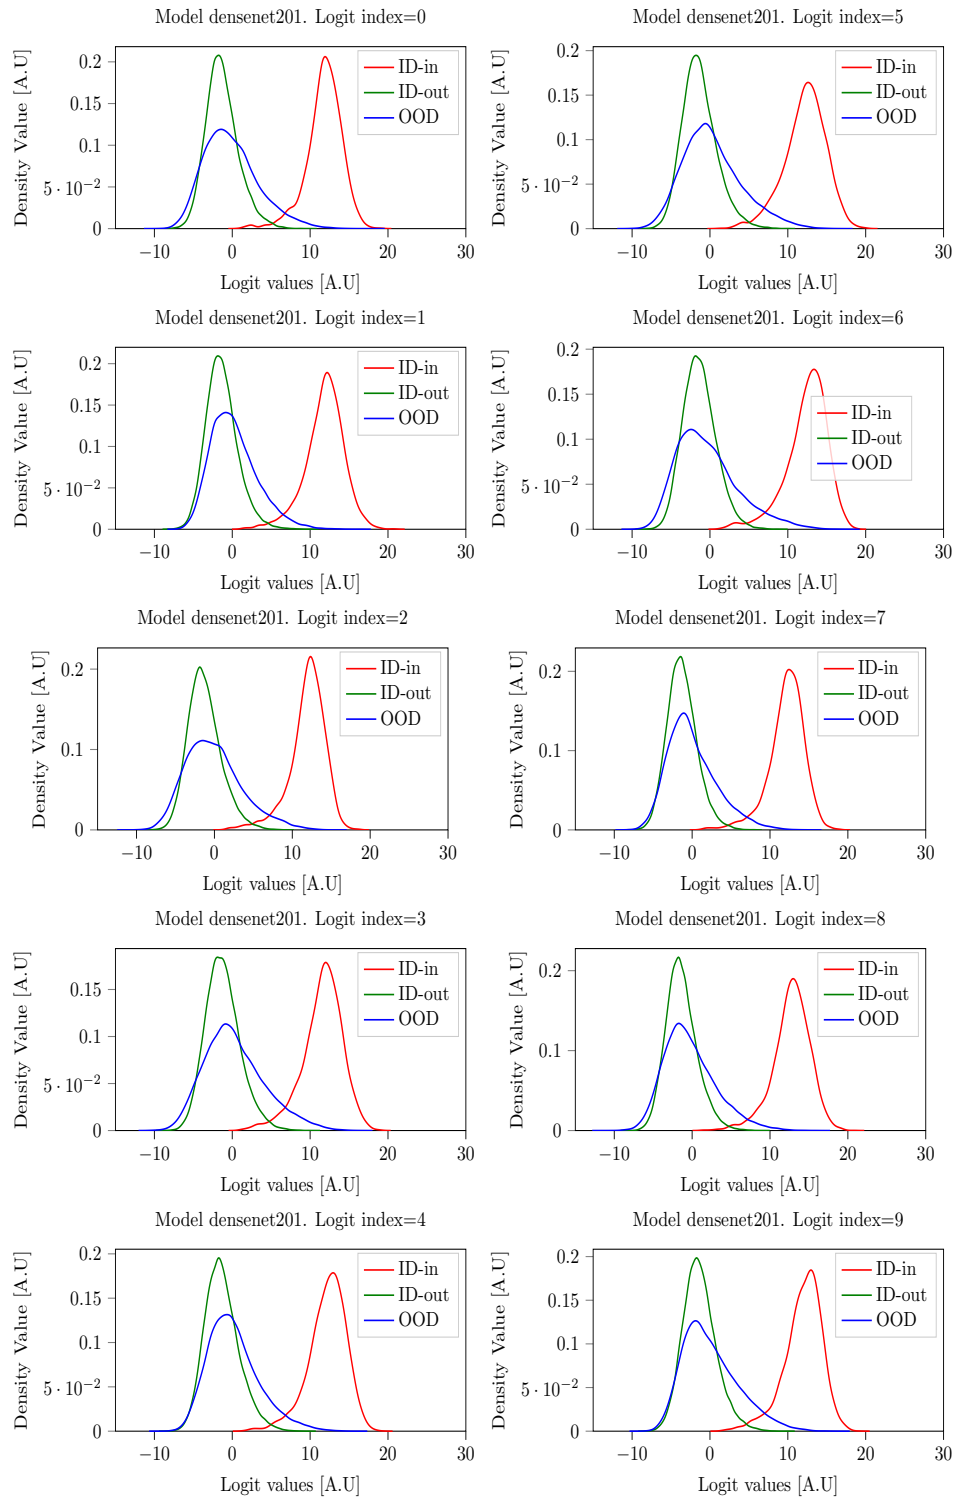 Model densenet201. Logit index=0
Density Value [A.U]
0.2
0.15
0.1
5 · 10−2
0
−10 0 10 20 30
Logit values [A.U]
ID-in
ID-out
OOD
Model densenet201. Logit index=5
Density Value [A.U]
0.2
0.15
0.1
5 · 10−2
0
−10 0 10 20 30
Logit values [A.U]
ID-in
ID-out
OOD
Model densenet201. Logit index=1
Density Value [A.U]
0.2
0.15
0.1
5 · 10−2
0
−10 0 10 20 30
Logit values [A.U]
ID-in
ID-out
OOD
Model densenet201. Logit index=6
Density Value [A.U]
0.2
0.15
0.1
5 · 10−2
0
−10 0 10 20 30
Logit values [A.U]
ID-in
ID-out
OOD
Model densenet201. Logit index=2
Density Value [A.U]
0.2
0.1
0
−10 0 10 20 30
Logit values [A.U]
ID-in
ID-out
OOD
Model densenet201. Logit index=7
Density Value [A.U]
0.2
0.1
0
−10 0 10 20 30
Logit values [A.U]
ID-in
ID-out
OOD
Model densenet201. Logit index=3
Density Value [A.U]
0.15
0.1
5 · 10−2
0
−10 0 10 20 30
Logit values [A.U]
ID-in
ID-out
OOD
Model densenet201. Logit index=8
Density Value [A.U]
0.2
0.1
0
−10 0 10 20 30
Logit values [A.U]
ID-in
ID-out
OOD
Model densenet201. Logit index=4
Density Value [A.U]
0.2
0.15
0.1
5 · 10−2
0
−10 0 10 20 30
Logit values [A.U]
ID-in
ID-out
OOD
Model densenet201. Logit index=9
Density Value [A.U]
0.2
0.15
0.1
5 · 10−2
0
−10 0 10 20 30
Logit values [A.U]
ID-in
ID-out
OOD